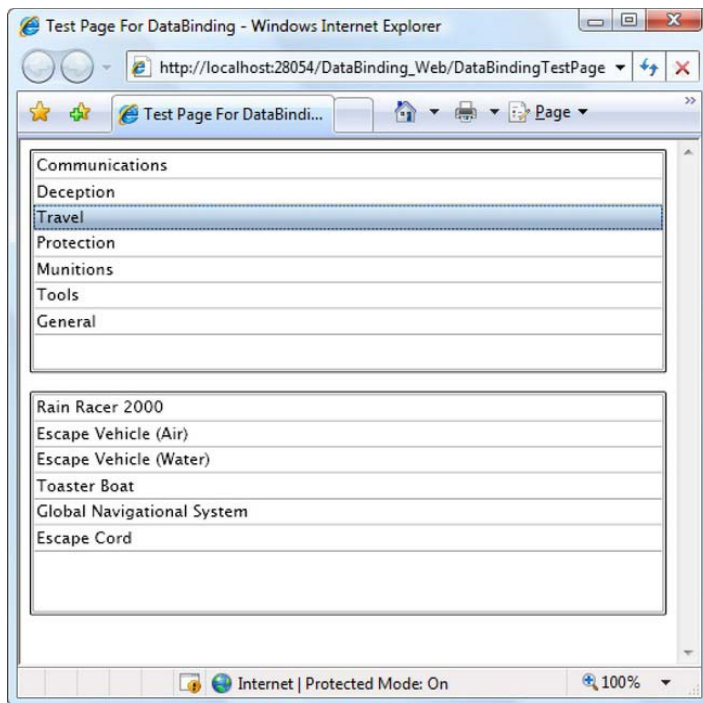 Test Page For DataBinding - Windows Internet Explorer
http://localhost:28054/DataBinding_Web/DataBindingTestPage
Test Page For DataBindi...
Page
Communications
Deception
Travel
Protection
Munitions
Tools
General
Rain Racer 2000
Escape Vehicle (Air)
Escape Vehicle (Water)
Toaster Boat
Global Navigational System
Escape Cord
Internet | Protected Mode: On
100%